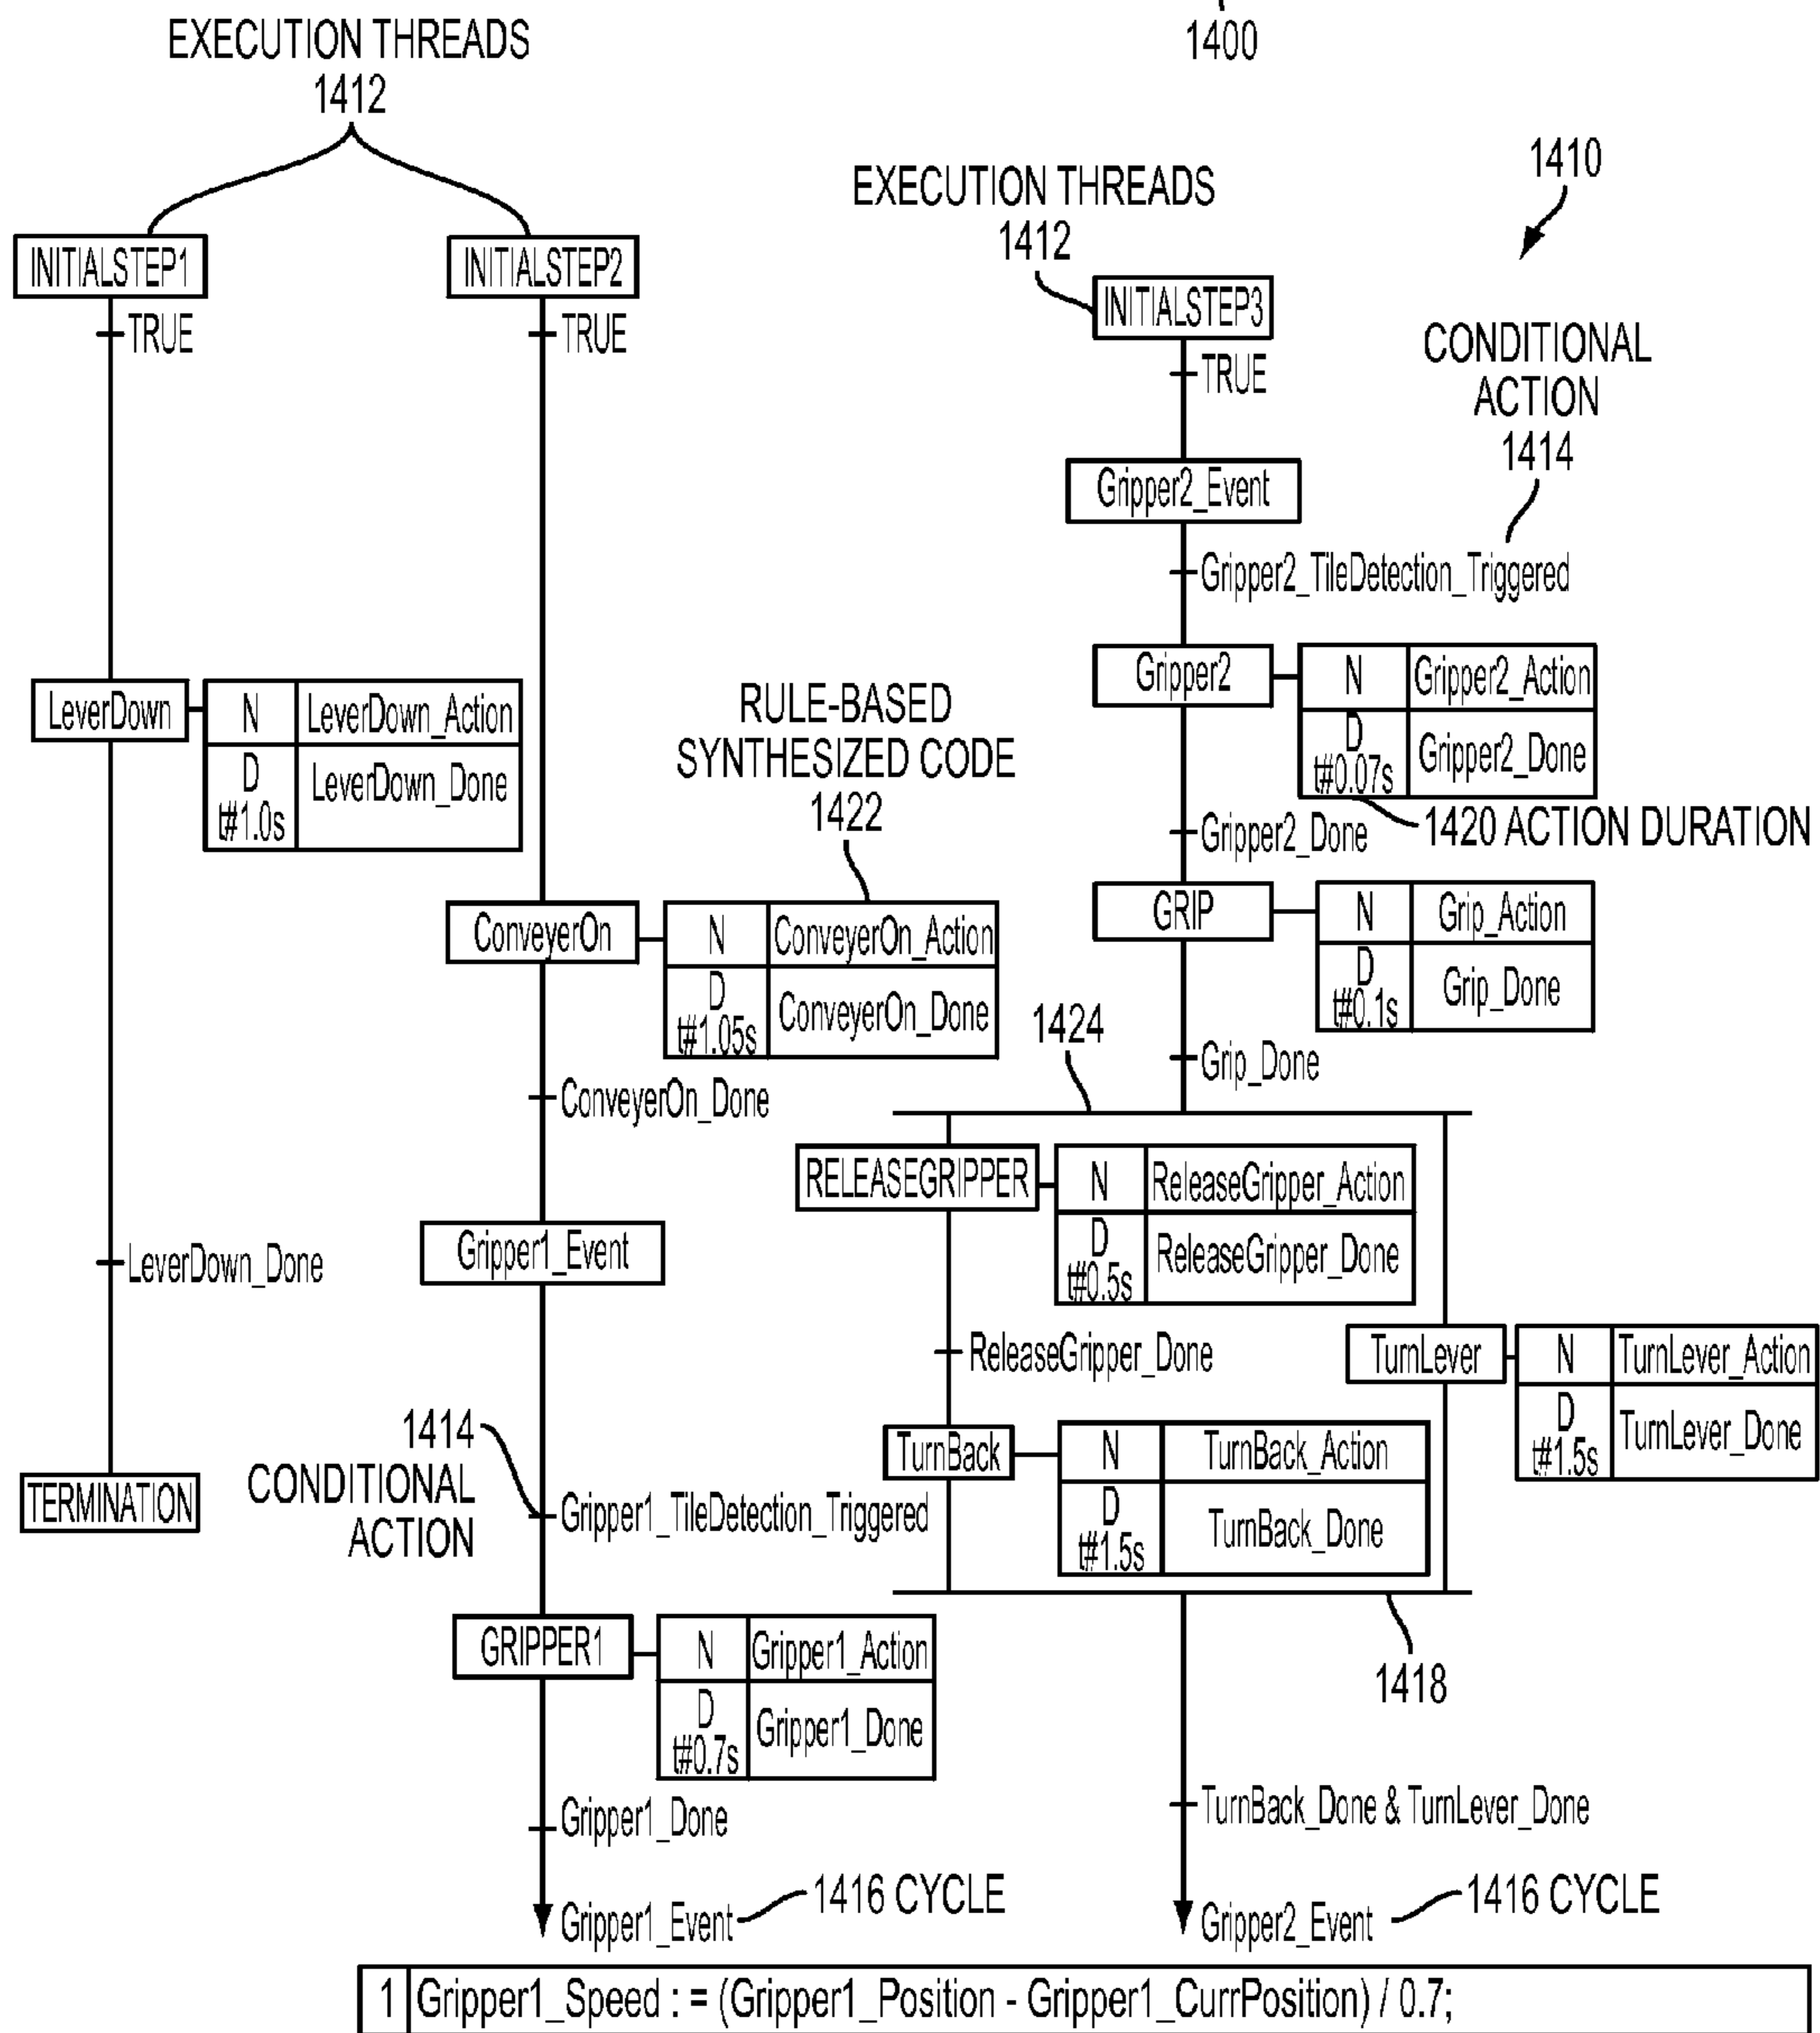 1400
EXECUTION THREADS
1412
INITIALSTEP1
INITIALSTEP2
TRUE
TRUE
EXECUTION THREADS
1412
1410
INITIALSTEP3
TRUE
CONDITIONAL
ACTION
1414
Gripper2_Event
Gripper2_TileDetection_Triggered
LeverDown
N
LeverDown_Action
D
t#1.0s
LeverDown_Done
Gripper2
N
Gripper2_Action
D
t#0.07s
Gripper2_Done
1420 ACTION DURATION
Gripper2_Done
RULE-BASED
SYNTHESIZED CODE
1422
ConveyerOn
N
ConveyerOn_Action
D
t#1.05s
ConveyerOn_Done
ConveyerOn_Done
GRIP
N
Grip_Action
D
t#0.1s
Grip_Done
Grip_Done
1424
RELEASEGRIPPER
N
ReleaseGripper_Action
D
t#0.5s
ReleaseGripper_Done
ReleaseGripper_Done
Gripper1_Event
LeverDown_Done
TurnLever
N
TurnLever_Action
D
t#1.5s
TurnLever_Done
TurnBack
N
TurnBack_Action
D
t#1.5s
TurnBack_Done
TERMINATION
1414
CONDITIONAL
ACTION
Gripper1_TileDetection_Triggered
GRIPPER1
N
Gripper1_Action
D
t#0.7s
Gripper1_Done
1418
Gripper1_Done
TurnBack_Done & TurnLever_Done
Gripper1_Event
1416 CYCLE
Gripper2_Event
1416 CYCLE
1 Gripper1_Speed : = (Gripper1_Position - Gripper1_CurrPosition) / 0.7;